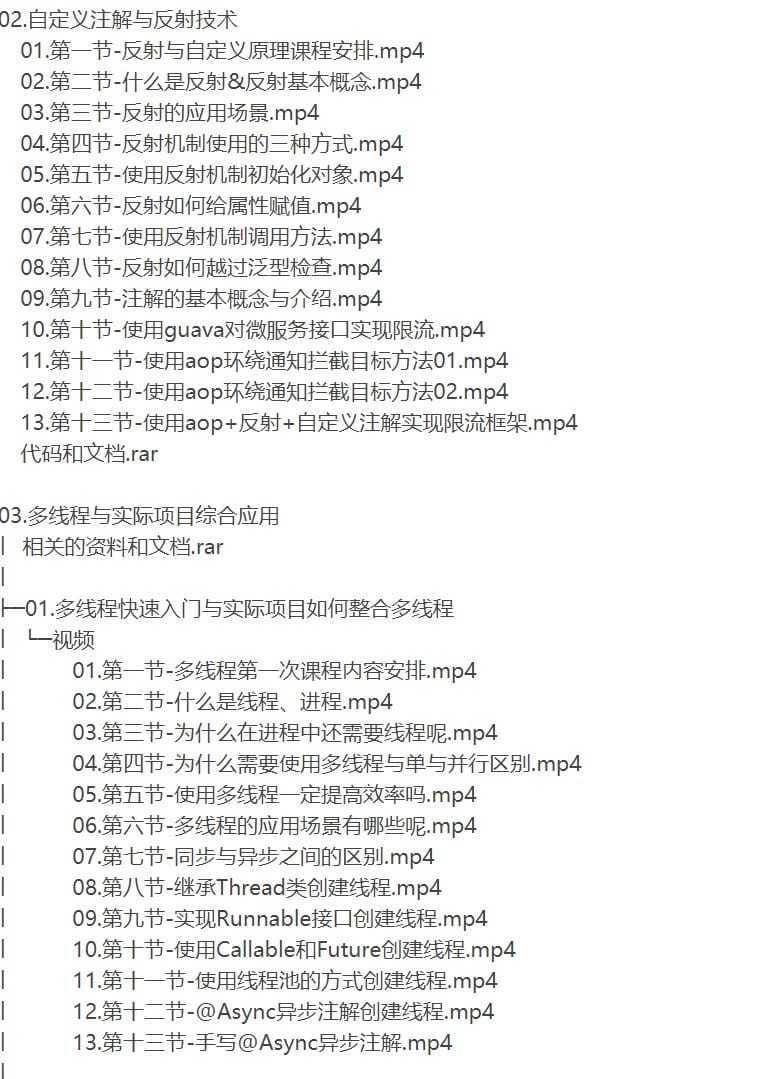 02.自定义注解与反射技术
01.第一节-反射与自定义原理课程安排.mp4
02.第二节-什么是反射&反射基本概念.mp4
03.第三节-反射的应用场景.mp4
04.第四节-反射机制使用的三种方式.mp4
05.第五节-使用反射机制初始化对象.mp4
06.第六节-反射如何给属性赋值.mp4
07.第七节-使用反射机制调用方法.mp4
08.第八节-反射如何越过泛型检查.mp4
09.第九节-注解的基本概念与介绍.mp4
10.第十节-使用guava对微服务接口实现限流.mp4
11.第十一节-使用aop环绕通知拦截目标方法01.mp4
12.第十二节-使用aop环绕通知拦截目标方法02.mp4
13.第十三节-使用aop+反射+自定义注解实现限流框架.mp4
代码和文档.rar
03.多线程与实际项目综合应用
│ 相关的资料和文档.rar
│
├─01.多线程快速入门与实际项目如何整合多线程
│ └─视频
│ 01.第一节-多线程第一次课程内容安排.mp4
│ 02.第二节-什么是线程、进程.mp4
│ 03.第三节-为什么在进程中还需要线程呢.mp4
│ 04.第四节-为什么需要使用多线程与单与并行区别.mp4
│ 05.第五节-使用多线程一定提高效率吗.mp4
│ 06.第六节-多线程的应用场景有哪些呢.mp4
│ 07.第七节-同步与异步之间的区别.mp4
│ 08.第八节-继承Thread类创建线程.mp4
│ 09.第九节-实现Runnable接口创建线程.mp4
│ 10.第十节-使用Callable和Future创建线程.mp4
│ 11.第十一节-使用线程池的方式创建线程.mp4
│ 12.第十二节-@Async异步注解创建线程.mp4
│ 13.第十三节-手写@Async异步注解.mp4
│